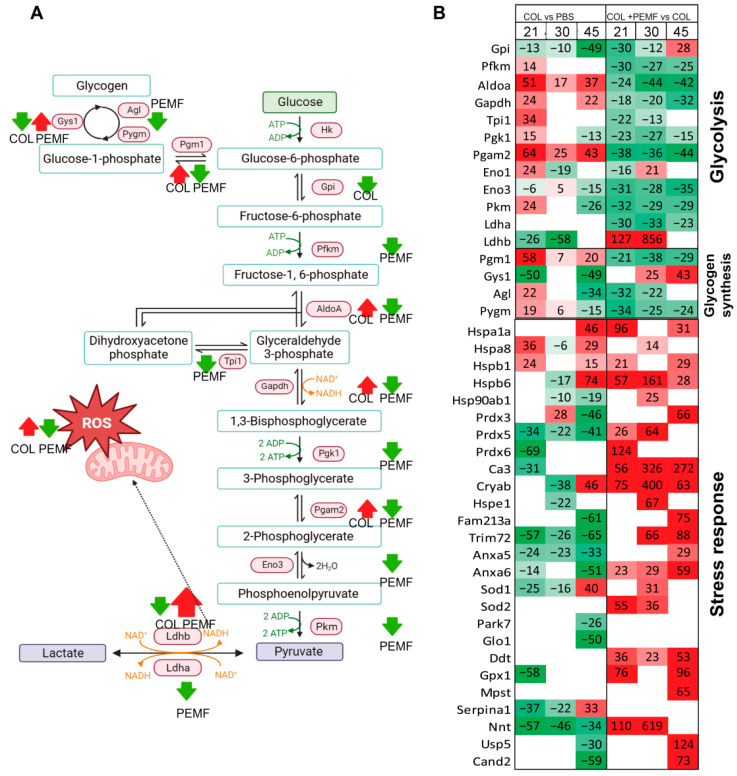 A
Glycogen
Agl
PEMF
Gys1
COL PEMF
Pygm
Glucose-1-phosphate
Pgm1
COL PEMF
Glucose
ATP
ADP
Hk
Glucose-6-phosphate
Gpi
COL
Fructose-6-phosphate
ATP
ADP
Pfkm
PEMF
Fructose-1, 6-phosphate
AldoA
COL PEMF
Dihydroxyacetone
phosphate
Tpi1
PEMF
Glyceraldehyde
3-phosphate
Gapdh
NAD⁺
NADH
COL PEMF
ROS
COL PEMF
1,3-Bisphosphoglycerate
2 ADP
2 ATP
Pgk1
PEMF
3-Phosphoglycerate
Pgam2
COL PEMF
2-Phosphoglycerate
Eno3
2H₂O
PEMF
Phosphoenolpyruvate
2 ADP
2 ATP
Pkm
PEMF
Pyruvate
COL PEMF
NAD⁺
Ldhb
NADH
Lactate
NADH
Ldha
NAD⁺
PEMF
B
COL vs PBS COL +PEMF vs COL
21 30 45 21 30 45
Gpi −13 −10 −49 −30 −12 28
Pfkm 14 −30 −27 −25
Aldoa 51 17 37 −24 −44 −42
Gapdh 24 22 −18 −20 −32
Tpi1 34 −22 −13
Pgk1 15 −13 −23 −27 −15
Pgam2 64 25 43 −38 −36 −44
Eno1 24 −19 −16 21
Eno3 −6 5 −15 −31 −28 −35
Pkm 24 −26 −32 −29 −29
Ldha −30 −33 −23
Ldhb −26 −58 127 856
Glycolysis
Pgm1 58 7 20 −21 −38 −29
Gys1 −50 −49 25 43
Agl 22 −34 −32 −22
Pygm 19 6 −15 −34 −25 −24
Glycogen
synthesis
Hspa1a 46 96 31
Hspa8 36 −6 29 14
Hspb1 24 15 21 29
Hspb6 −17 74 57 161 28
Hsp90ab1 −10 −19 25
Prdx3 28 −46 66
Prdx5 −34 −22 −41 26 64
Prdx6 −69 124
Ca3 −31 56 326 272
Cryab −38 46 75 400 63
Hspe1 −22 67
Fam213a −61 75
Trim72 −57 −26 −65 66 88
Anxa5 −24 −23 −33 29
Anxa6 −14 −51 23 29 59
Sod1 −25 −16 40 31
Sod2 55 36
Park7 −26
Glo1 −50
Ddt 36 23 53
Gpx1 −58 76 96
Mpst 65
Serpina1 −37 −22 33
Nnt −57 −46 −34 110 619
Usp5 −30 124
Cand2 −59 73
Stress response